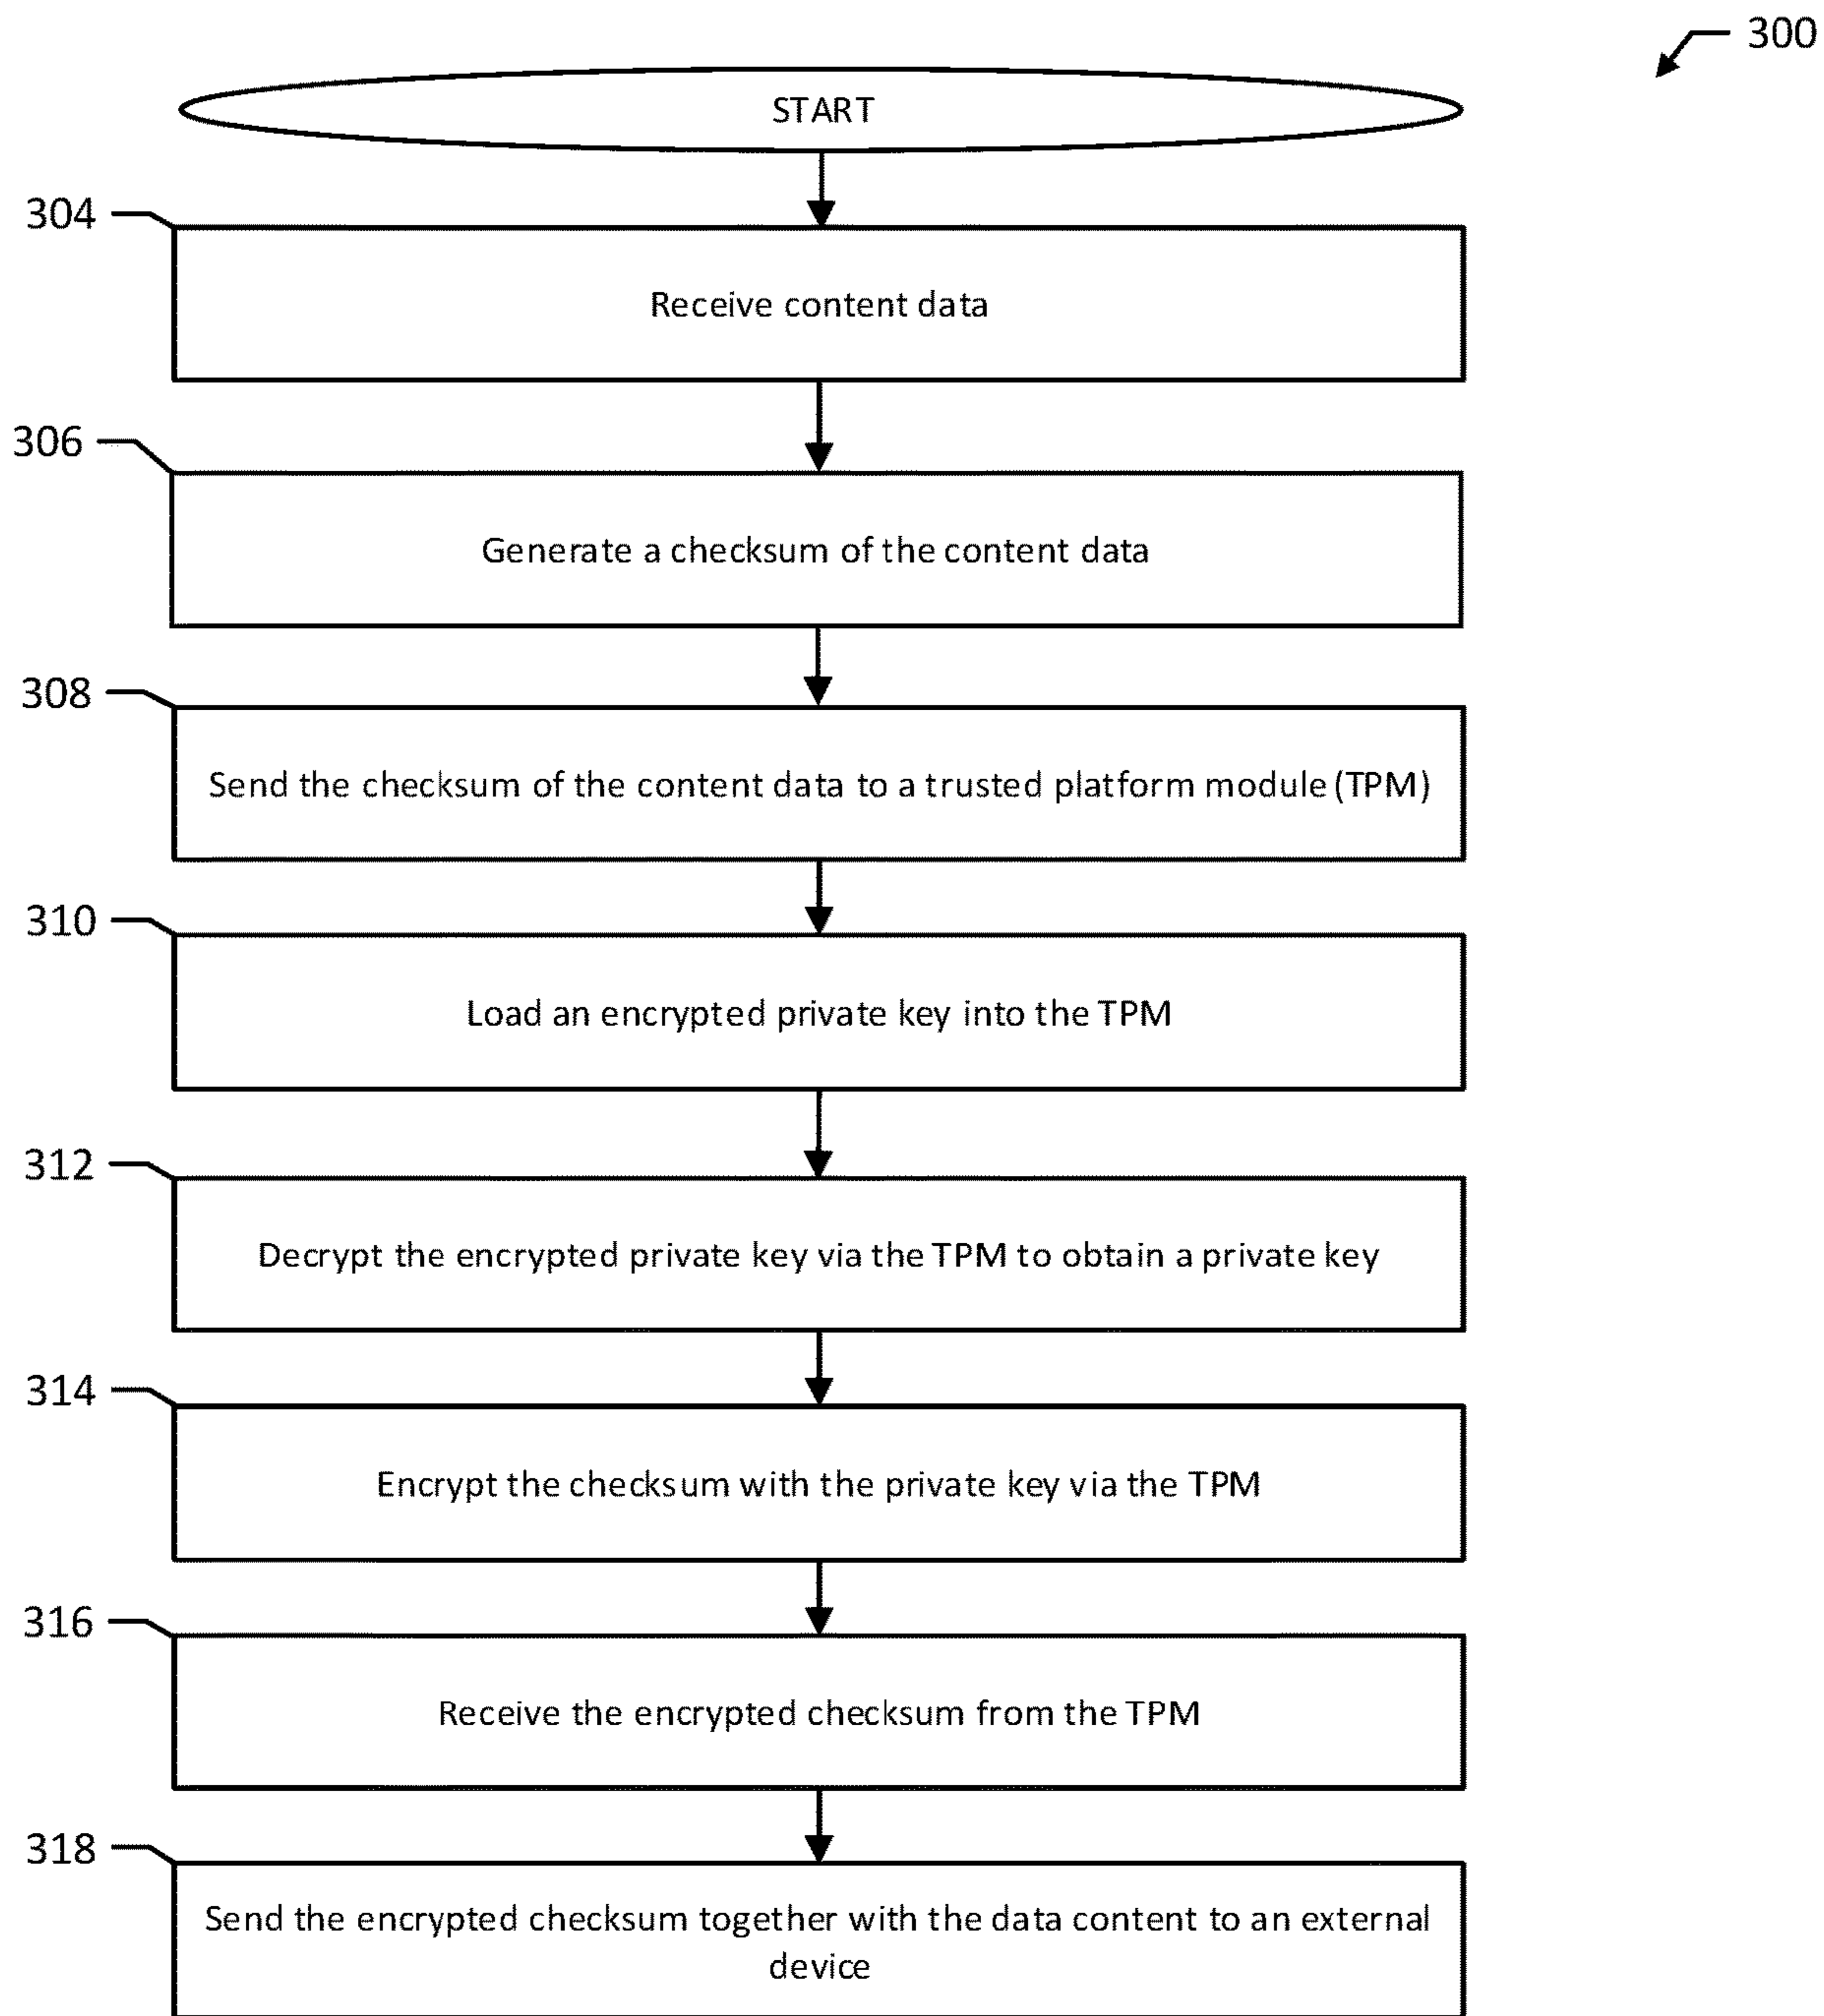 300
START
304
Receive content data
306
Generate a checksum of the content data
308
Send the checksum of the content data to a trusted platform module (TPM)
310
Load an encrypted private key into the TPM
312
Decrypt the encrypted private key via the TPM to obtain a private key
314
Encrypt the checksum with the private key via the TPM
316
Receive the encrypted checksum from the TPM
318
Send the encrypted checksum together with the data content to an external
device